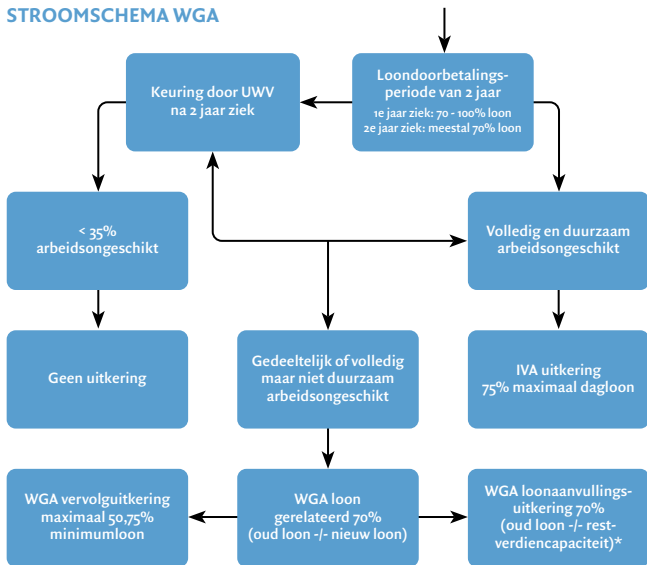 STROOMSCHEMA WGA
Keuring door UWV
na 2 jaar ziek
Loondoorbetalings-
periode van 2 jaar
1e jaar ziek: 70 - 100% loon
2e jaar ziek: meestal 70% loon
< 35%
arbeidsongeschikt
Volledig en duurzaam
arbeidsongeschikt
Geen uitkering
Gedeeltelijk of volledig
maar niet duurzaam
arbeidsongeschikt
IVA uitkering
75% maximaal dagloon
WGA vervolguitkering
maximaal 50,75%
minimumloon
WGA loon
gerelateerd 70%
(oud loon -/- nieuw loon)
WGA loonaanvullings-
uitkering 70%
(oud loon -/- rest-
verdiencapaciteit)*